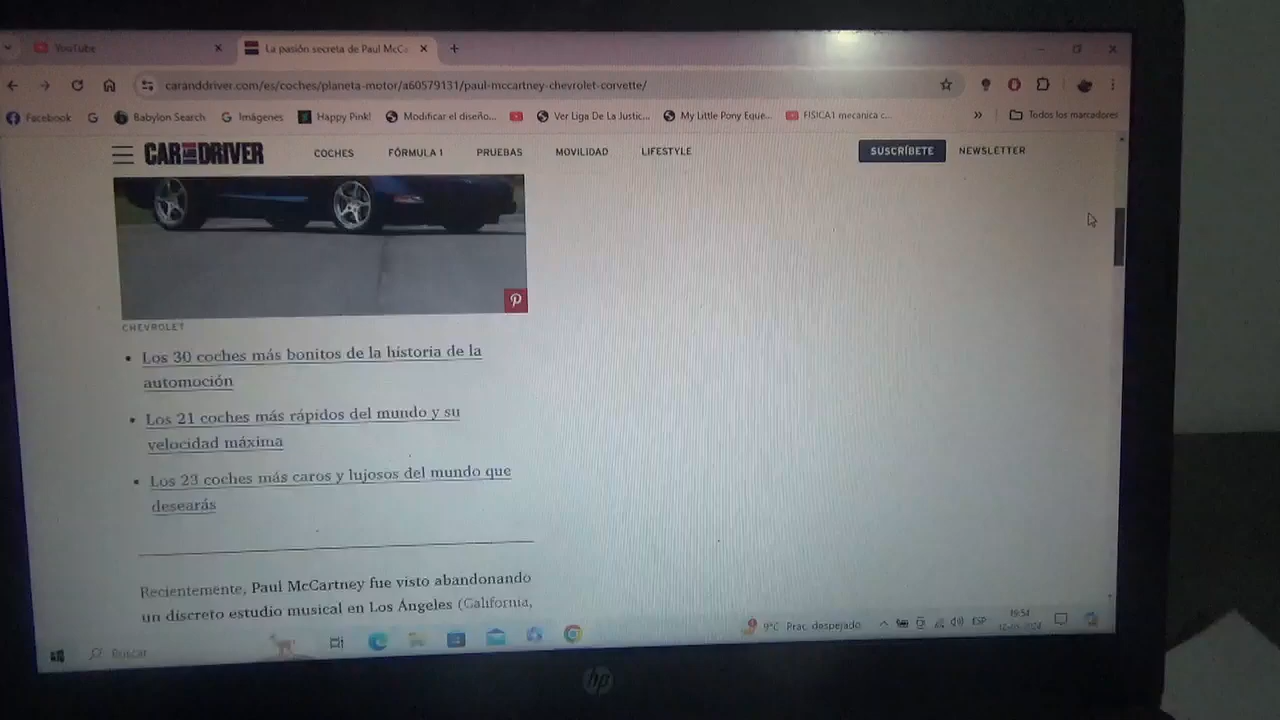 YouTube
La pasión secreta de Paul McCa
caranddriver.com/es/coches/planeta-motor/a60579131/paul-mccartney-chevrolet-corvette/
Facebook
Babylon Search
Imágenes
Happy Pink!
Modificar el diseño...
Ver Liga De La Justic...
My Little Pony Eque...
FISICA1 mecanica c...
»
Todos los marcadores
CAR AND DRIVER
COCHES
FÓRMULA 1
PRUEBAS
MOVILIDAD
LIFESTYLE
SUSCRÍBETE
NEWSLETTER
CHEVROLET
• Los 30 coches más bonitos de la historia de la
automoción
• Los 21 coches más rápidos del mundo y su
velocidad máxima
• Los 23 coches más caros y lujosos del mundo que
desearás
Recientemente, Paul McCartney fue visto abandonando
un discreto estudio musical en Los Ángeles (California,
Buscar
9°C Prac. despejado
ESP
19:54
hp